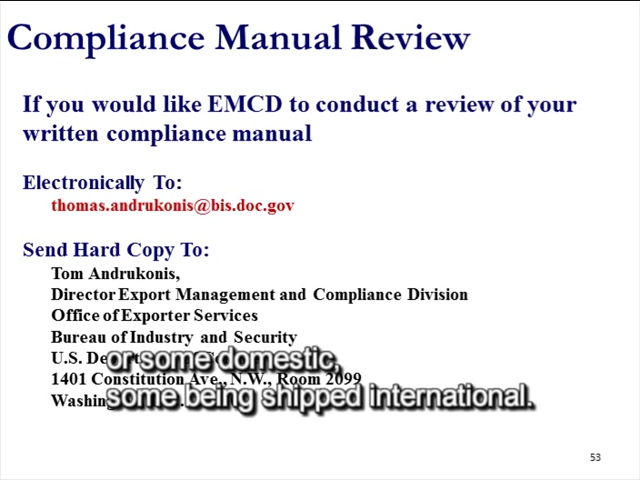 Compliance Manual Review
If you would like EMCD to conduct a review of your
written compliance manual
Electronically To:
thomas.andrukonis@bis.doc.gov
Send Hard Copy To:
Tom Andrukonis,
Director Export Management and Compliance Division
Office of Exporter Services
Bureau of Industry and Security
U.S.
or some domestic,
1401 Constitution Ave., N.W., Room 2099
some being shipped international.
53